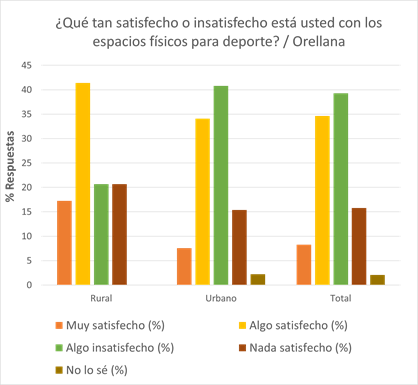 ¿Qué tan satisfecho o insatisfecho está usted con los
espacios físicos para deporte? / Orellana
% Respuestas
45
40
35
30
25
20
15
10
5
0
Rural
Urbano
Total
Muy satisfecho (%)
Algo satisfecho (%)
Algo insatisfecho (%)
Nada satisfecho (%)
No lo sé (%)